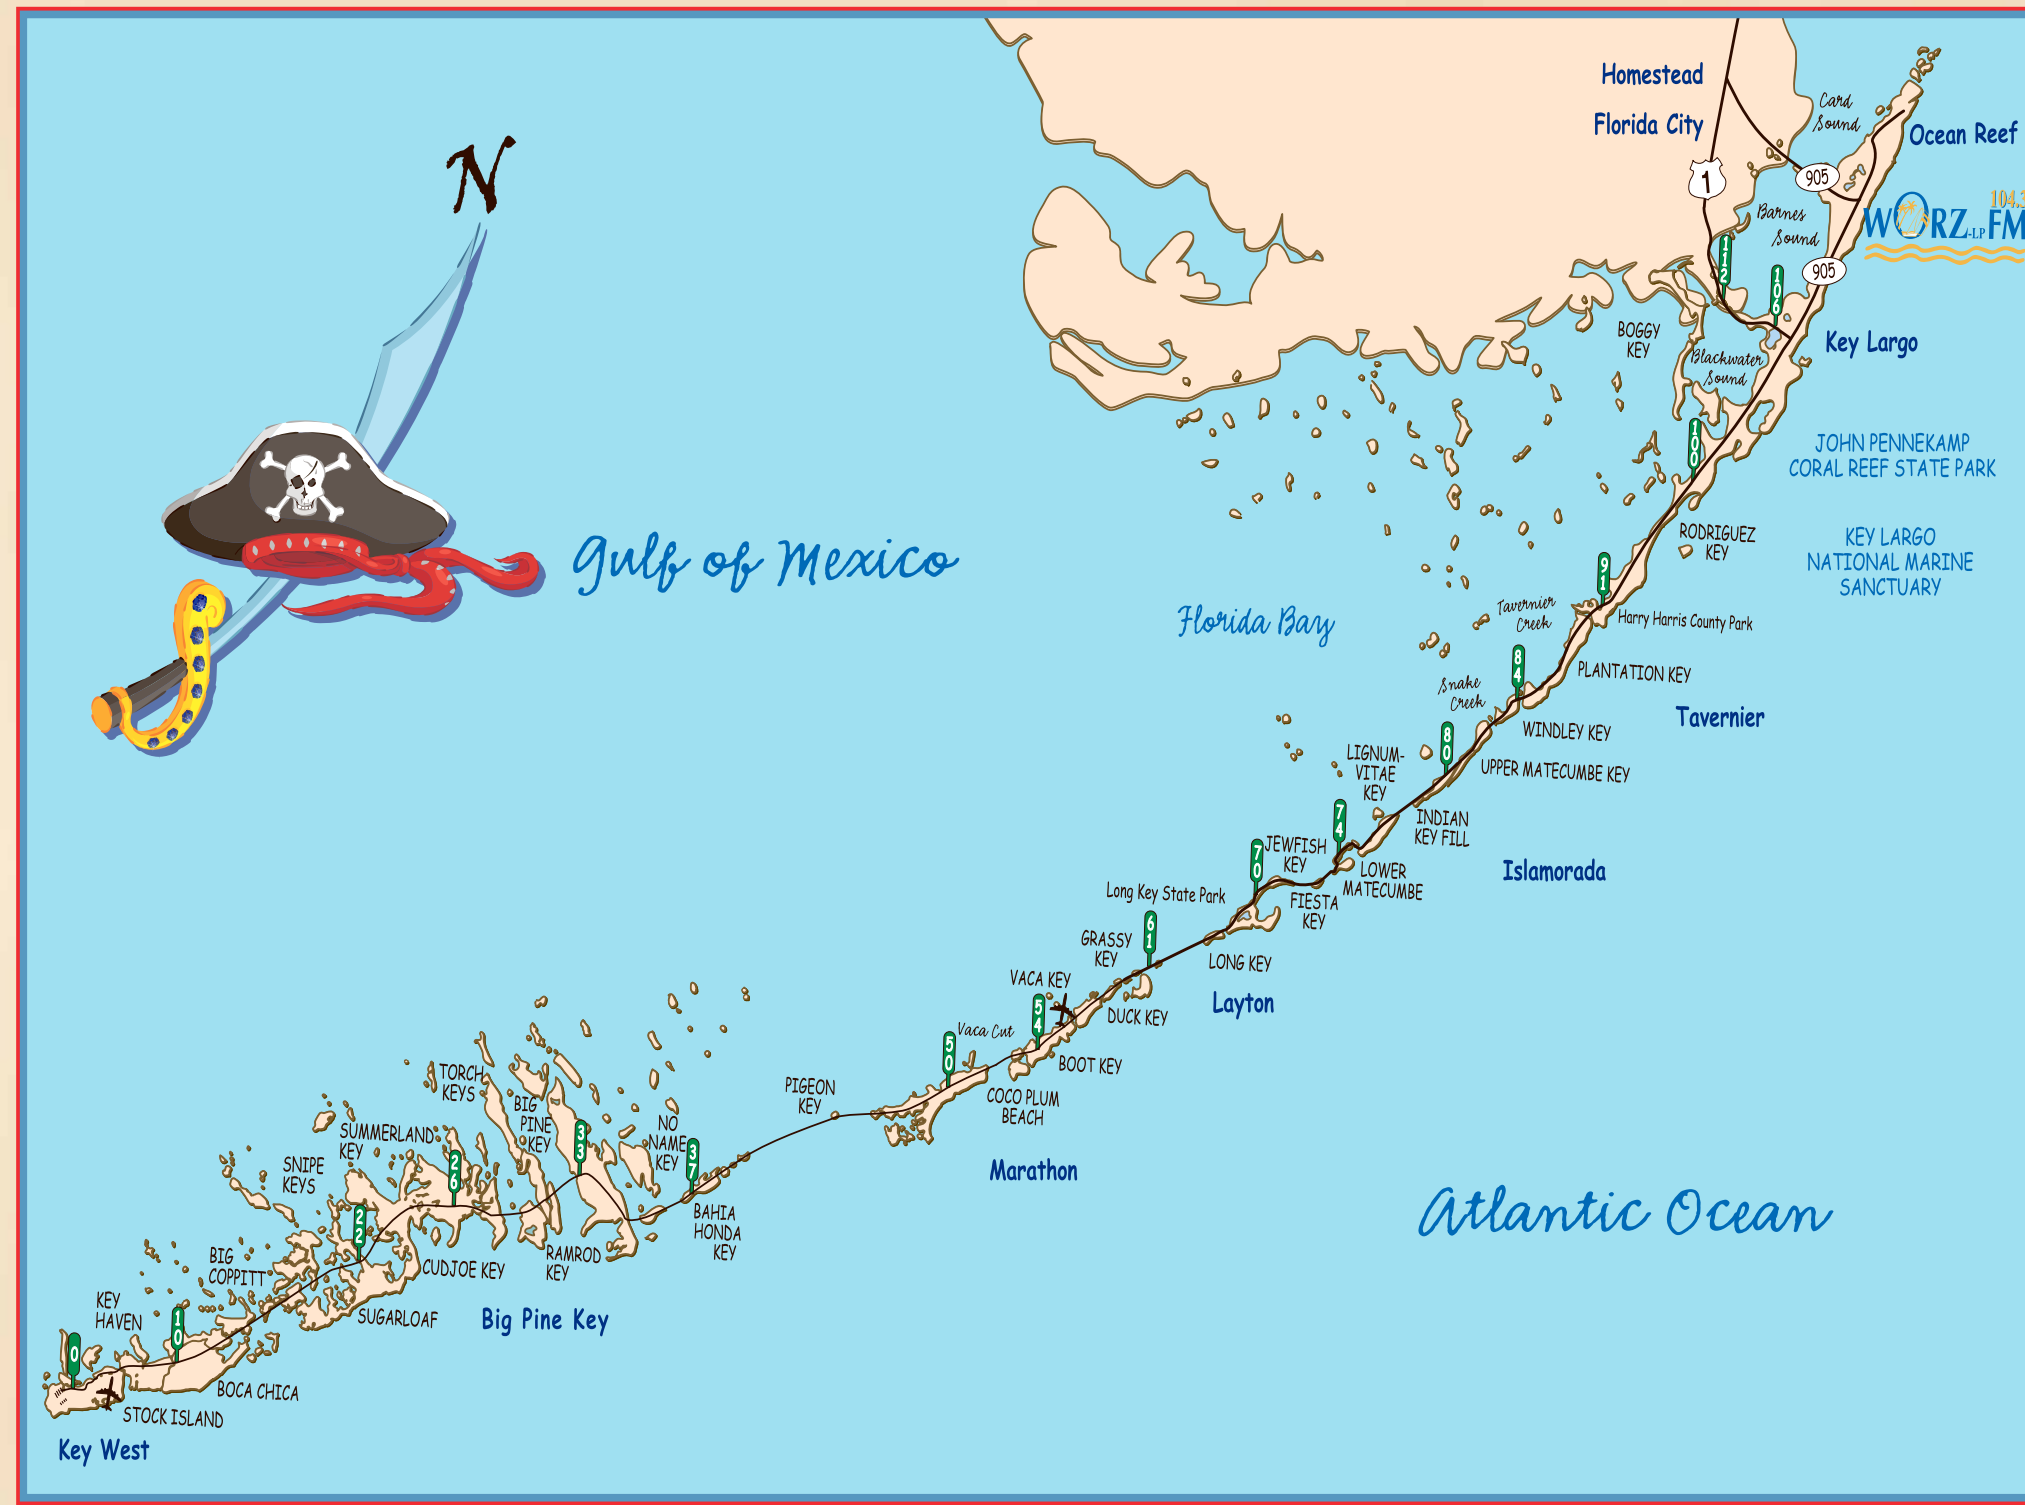 N
Homestead
Florida City
Card
Sound
Ocean Reef
1
905
104.3
WORZ-LP FM
Barnes
Sound
112
106
905
BOGGY
KEY
Key Largo
Blackwater
Sound
100
JOHN PENNEKAMP
CORAL REEF STATE PARK
RODRIGUEZ
KEY
KEY LARGO
NATIONAL MARINE
SANCTUARY
Gulf of Mexico
Florida Bay
91
Tavernier
Creek
Harry Harris County Park
84
PLANTATION KEY
Snake
Creek
Tavernier
WINDLEY KEY
80
LIGNUM-
VITAE
KEY
UPPER MATECUMBE KEY
74
INDIAN
KEY FILL
70
JEWFISH
KEY
Islamorada
LOWER
MATECUMBE
Long Key State Park
FIESTA
KEY
61
GRASSY
KEY
LONG KEY
VACA KEY
Layton
54
DUCK KEY
Vaca Cut
50
BOOT KEY
TORCH
KEYS
PIGEON
KEY
COCO PLUM
BEACH
BIG
PINE
KEY
NO
NAME
KEY
33
37
Marathon
SUMMERLAND
KEY
26
SNIPE
KEYS
22
BAHIA
HONDA
KEY
Atlantic Ocean
BIG
COPPITT
CUDJOE KEY
RAMROD
KEY
KEY
HAVEN
10
SUGARLOAF
Big Pine Key
0
BOCA CHICA
STOCK ISLAND
Key West